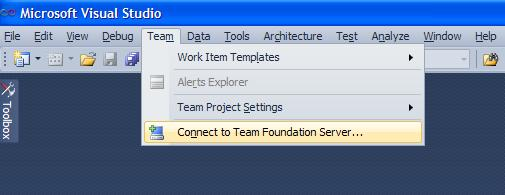 Microsoft Visual Studio
File Edit View Debug Team Data Tools Architecture Test Analyze Window Help
Work Item Templates
Alerts Explorer
Team Project Settings
Connect to Team Foundation Server...
Toolbox